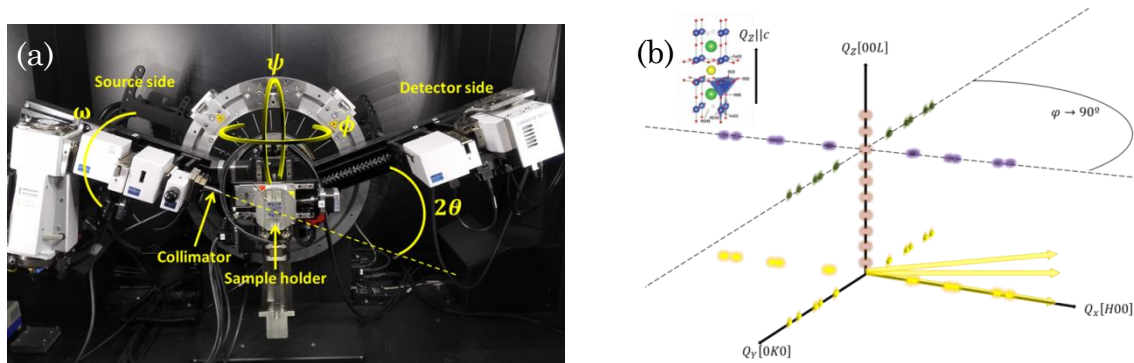 (a)
ψ
Source side
Detector side
ω
ϕ
2θ
Collimator
Sample holder
(b)
Q_Z||c
Q_Z[00L]
φ → 90º
Q_X[H00]
Q_Y[0K0]